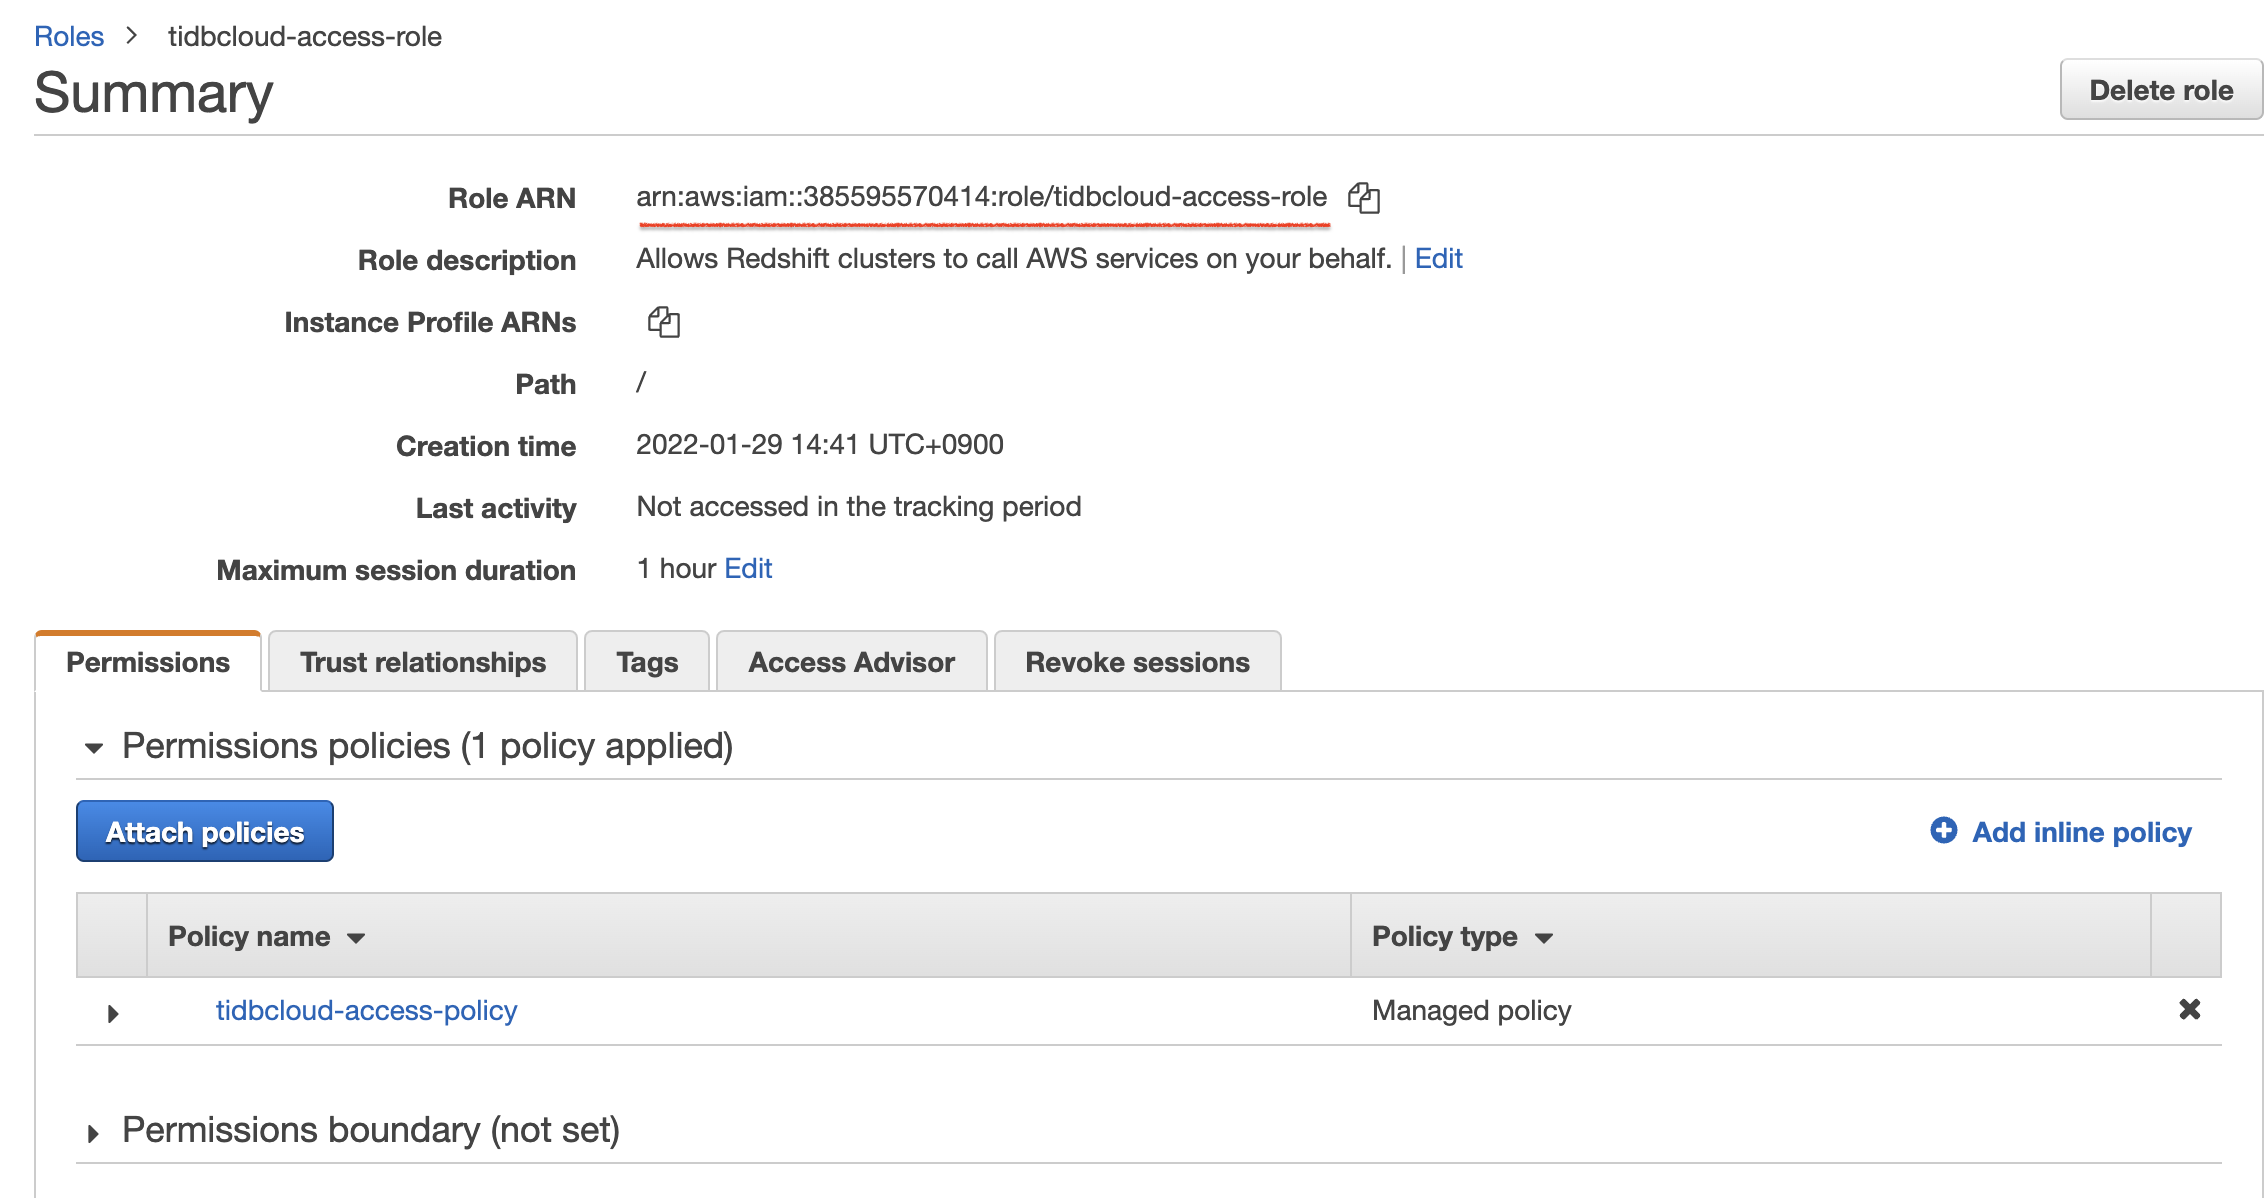 Roles > tidbcloud-access-role
Summary
Delete role
Role ARN arn:aws:iam::385595570414:role/tidbcloud-access-role
Role description Allows Redshift clusters to call AWS services on your behalf. | Edit
Instance Profile ARNs
Path /
Creation time 2022-01-29 14:41 UTC+0900
Last activity Not accessed in the tracking period
Maximum session duration 1 hour Edit
Permissions Trust relationships Tags Access Advisor Revoke sessions
Permissions policies (1 policy applied)
Attach policies Add inline policy
Policy name Policy type
tidbcloud-access-policy Managed policy
Permissions boundary (not set)